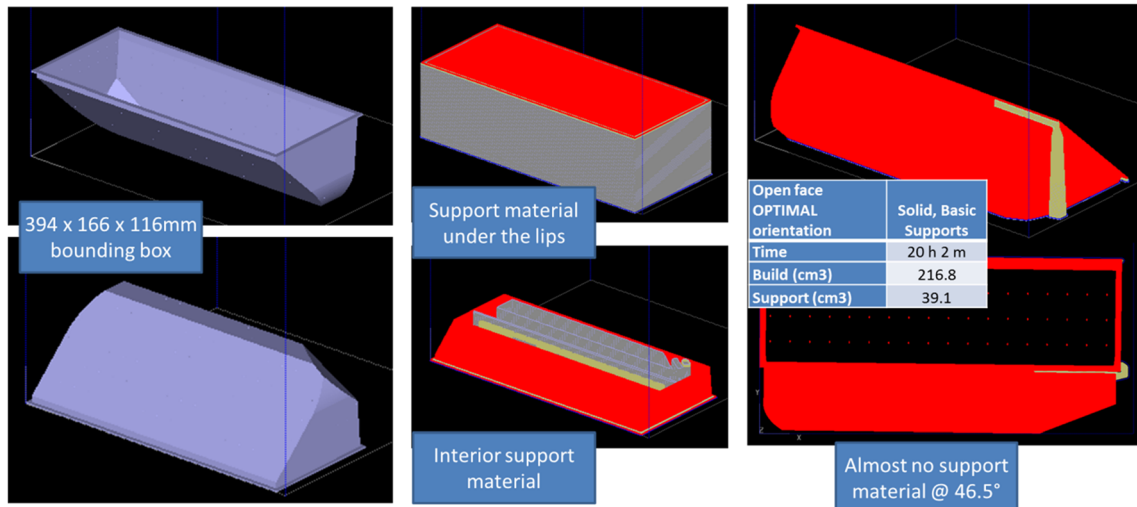 394 x 166 x 116mm
bounding box
Support material
under the lips
Interior support
material
Open face
OPTIMAL
orientation
Solid, Basic
Supports
Time 20 h 2 m
Build (cm3) 216.8
Support (cm3) 39.1
Y
Z X
Almost no support
material @ 46.5°